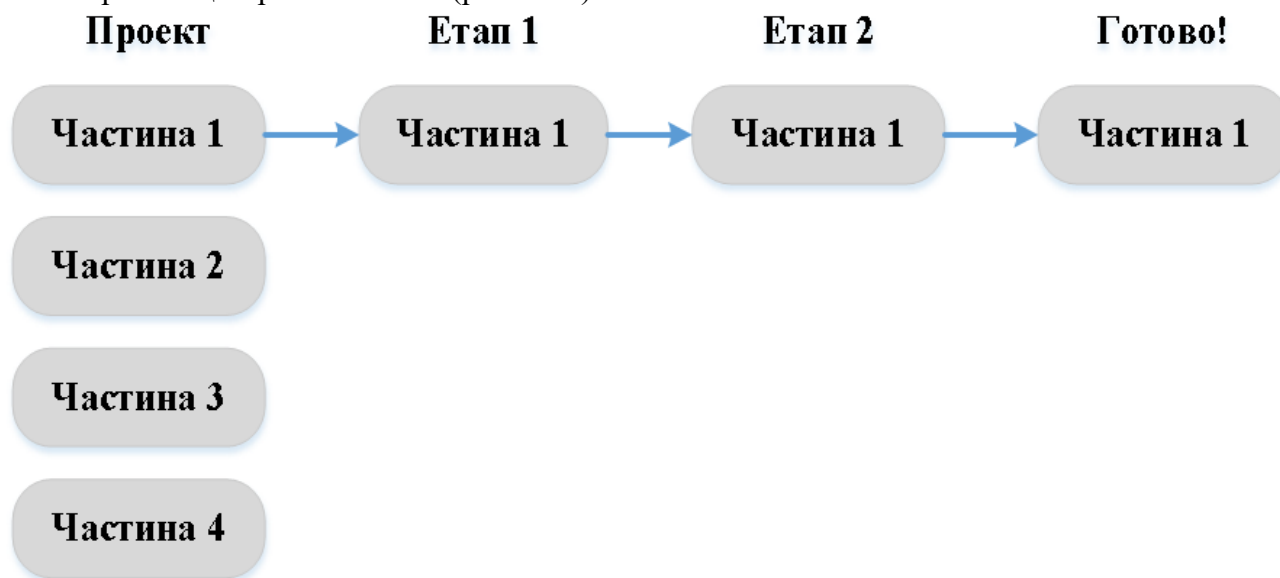 Проект Етап 1 Етап 2 Готово!
Частина 1 Частина 1 Частина 1 Частина 1
Частина 2
Частина 3
Частина 4